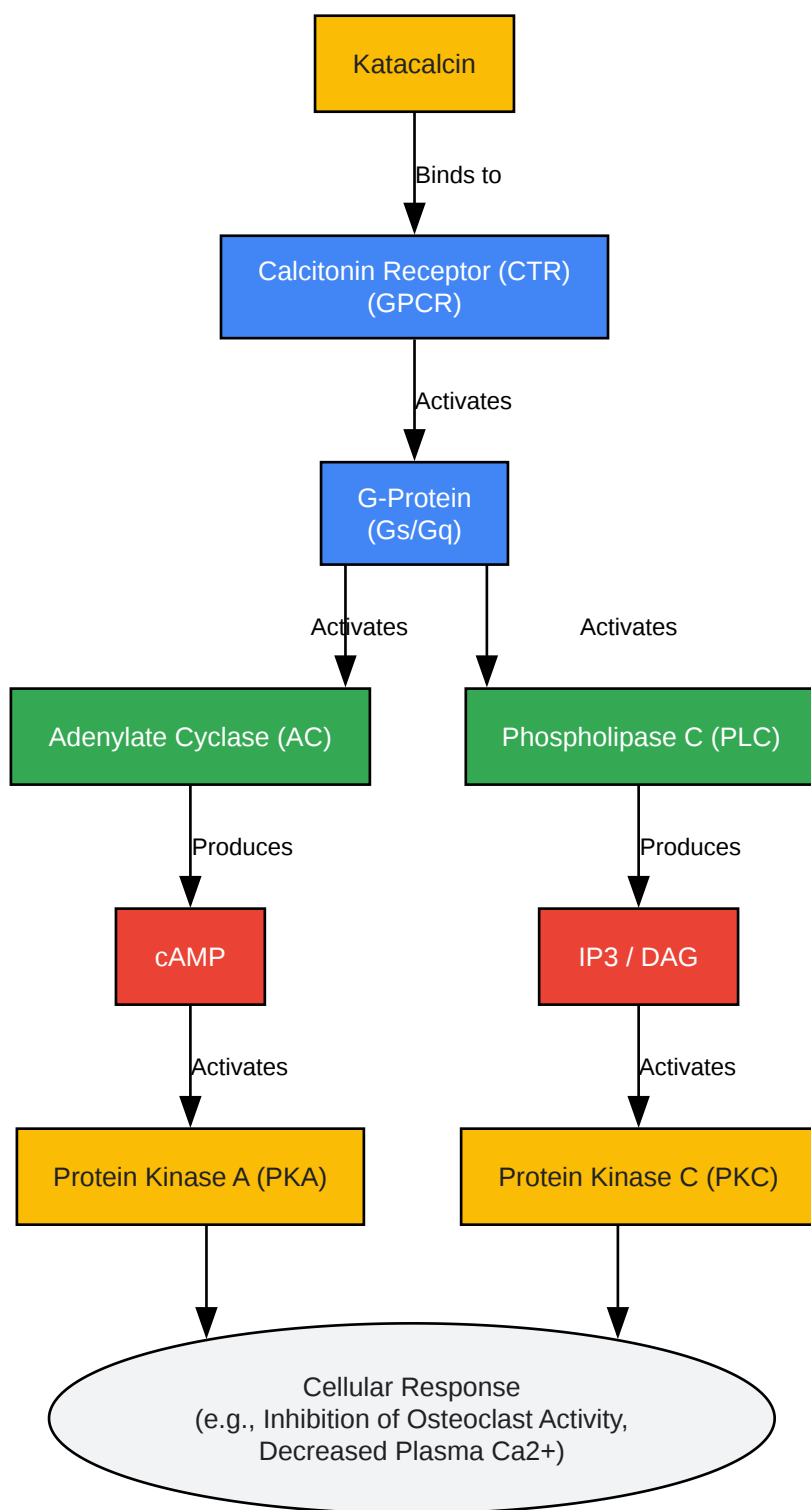 Katacalcin
Binds to
Calcitonin Receptor (CTR)
(GPCR)
Activates
G-Protein
(Gs/Gq)
Activates
Activates
Adenylate Cyclase (AC)
Phospholipase C (PLC)
Produces
Produces
cAMP
IP3 / DAG
Activates
Activates
Protein Kinase A (PKA)
Protein Kinase C (PKC)
Cellular Response
(e.g., Inhibition of Osteoclast Activity,
Decreased Plasma Ca2+)